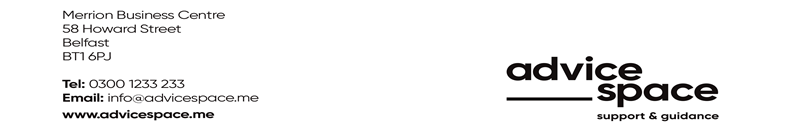 Merrion Business Centre
58 Howard Street
Belfast
BT1 6PJ
Tel: 0300 1233 233
Email: info@advicespace.me
www.advicespace.me
advice
space
support & guidance